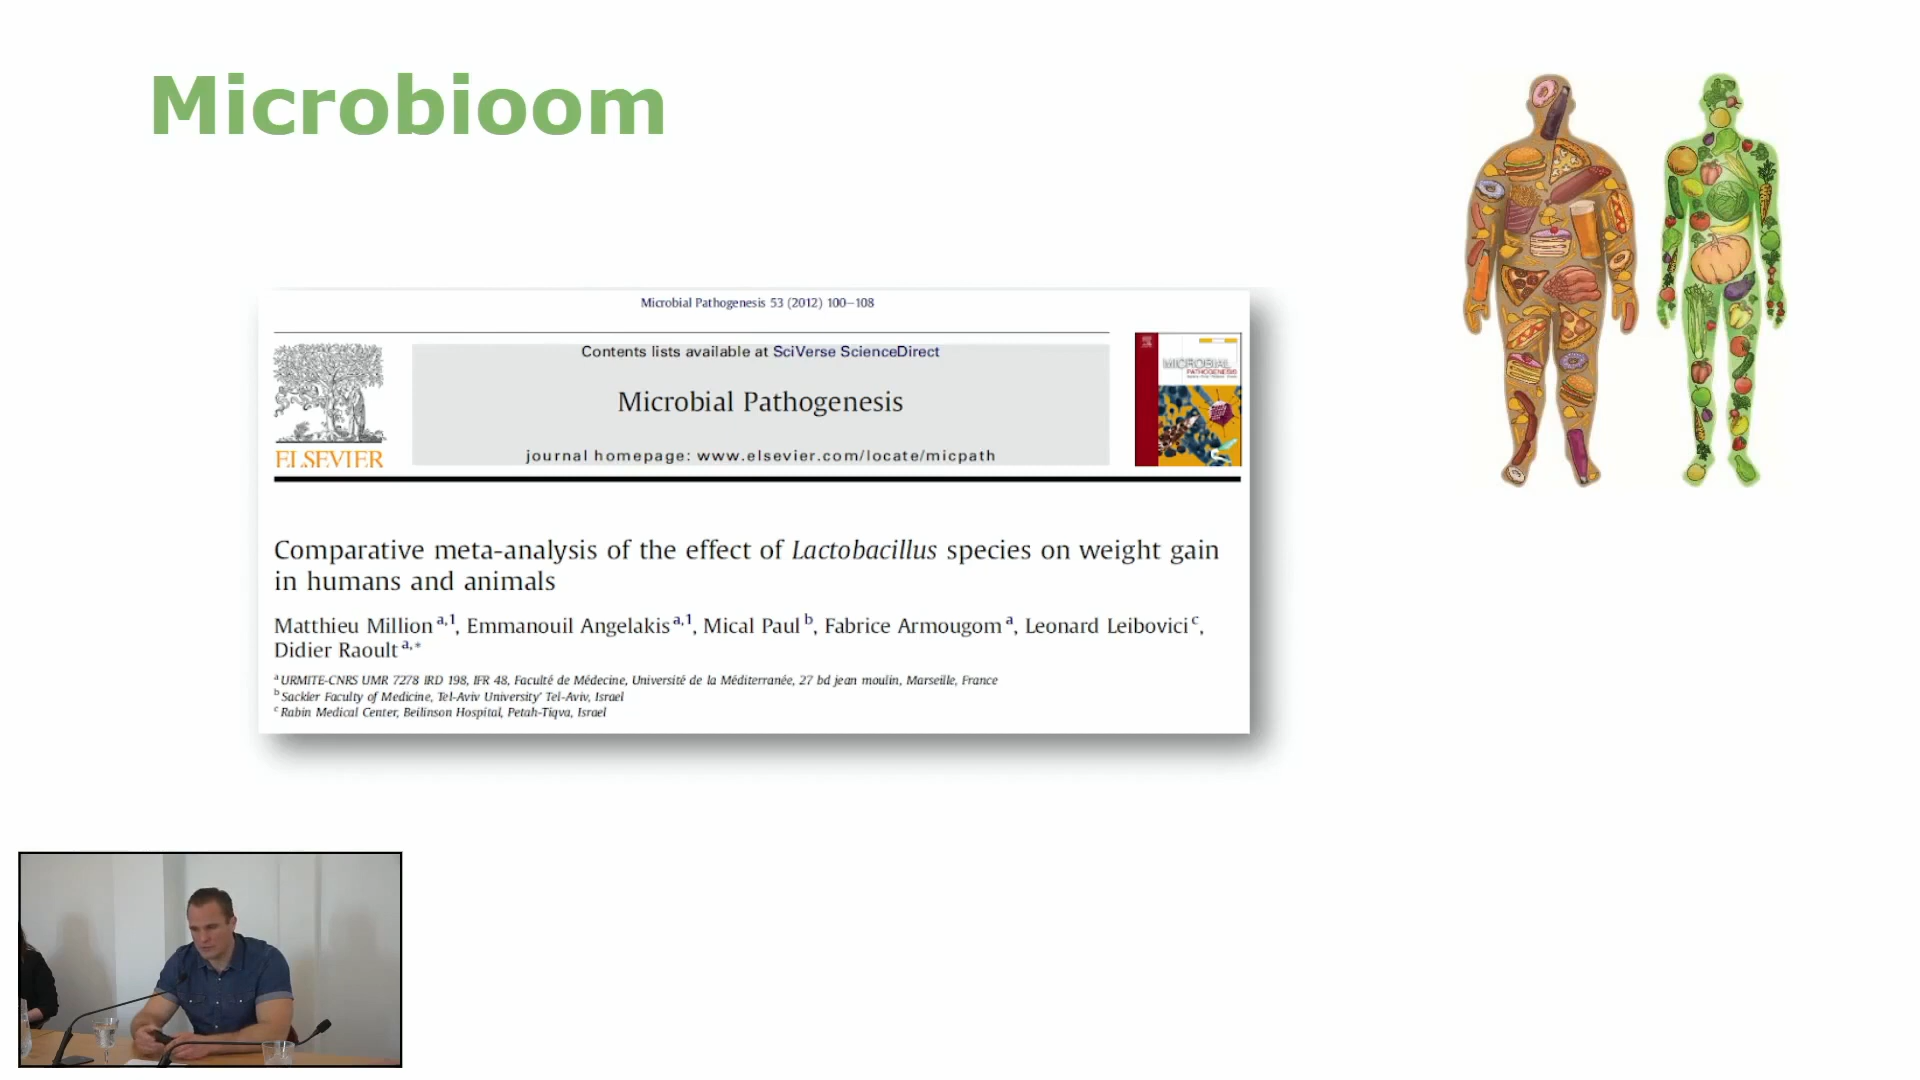 Microbioom
Microbial Pathogenesis 53 (2012) 100–108
Contents lists available at SciVerse ScienceDirect
Microbial Pathogenesis
journal homepage: www.elsevier.com/locate/micpath
ELSEVIER
MICROBIAL
PATHOGENESIS
Comparative meta-analysis of the effect of Lactobacillus species on weight gain
in humans and animals
Matthieu Million a,1, Emmanouil Angelakis a,1, Mical Paul b, Fabrice Armougom a, Leonard Leibovici c,
Didier Raoult a,*
a URMITE-CNRS UMR 7278 IRD 198, IFR 48, Faculté de Médecine, Université de la Méditerranée, 27 bd jean moulin, Marseille, France
b Sackler Faculty of Medicine, Tel-Aviv University' Tel-Aviv, Israel
c Rabin Medical Center, Beilinson Hospital, Petah-Tiqva, Israel